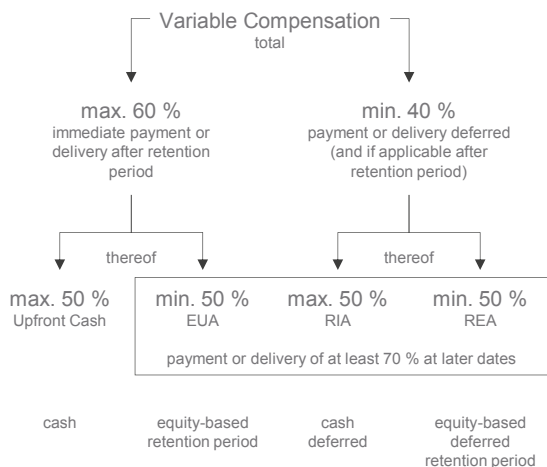 Variable Compensation
total
max. 60 %
immediate payment or
delivery after retention
period
min. 40 %
payment or delivery deferred
(and if applicable after
retention period)
thereof
thereof
max. 50 %
Upfront Cash
min. 50 %
EUA
max. 50 %
RIA
min. 50 %
REA
payment or delivery of at least 70 % at later dates
cash
equity-based
retention period
cash
deferred
equity-based
deferred
retention period